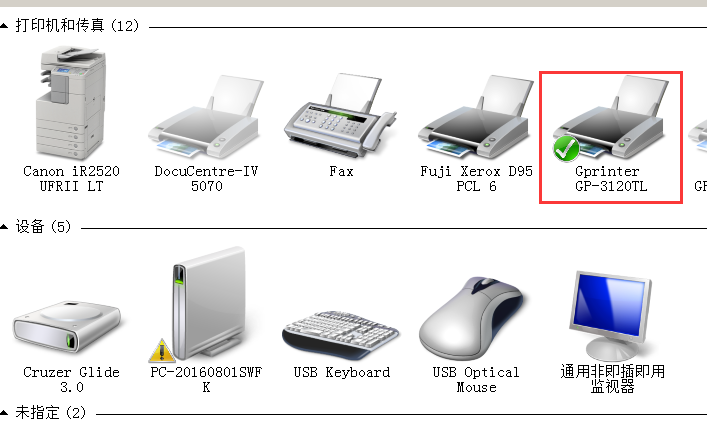 打印机和传真 (12)
Canon iR2520
UFRII LT
DocuCentre-IV
5070
Fax
Fuji Xerox D95
PCL 6
Gprinter
GP-3120TL
设备 (5)
Cruzer Glide
3.0
PC-20160801SWF
K
USB Keyboard
USB Optical
Mouse
通用非即插即用
监视器
未指定 (2)